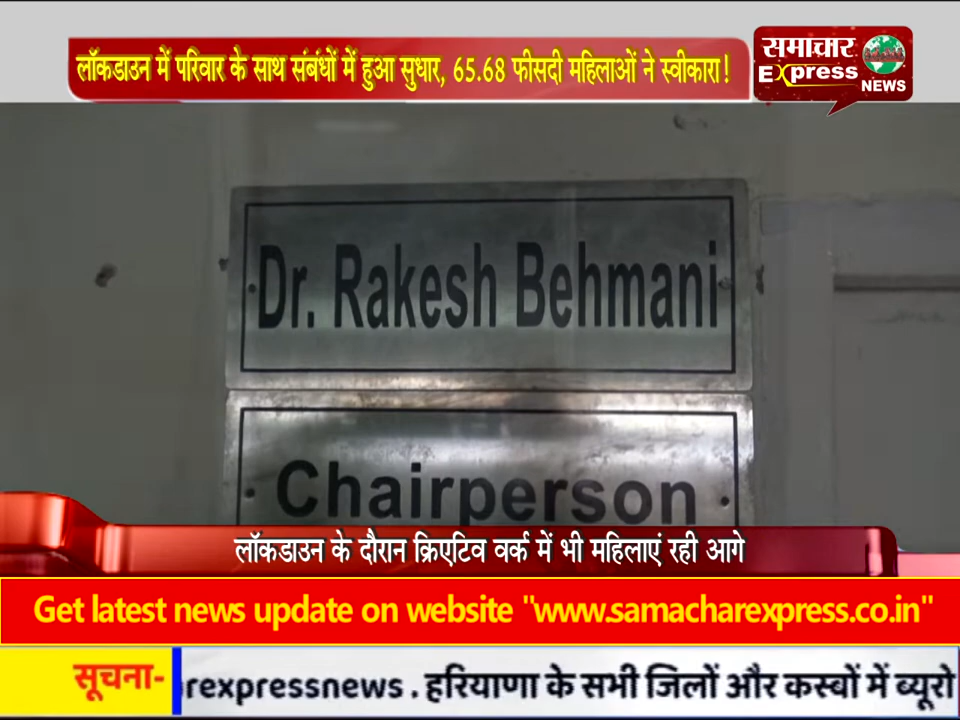 लॉकडाउन में परिवार के साथ संबंधों में हुआ सुधार, 65.68 फीसदी महिलाओं ने स्वीकारा!
समाचार
Express
NEWS
Dr. Rakesh Behmani
Chairperson
लॉकडाउन के दौरान क्रिएटिव वर्क में भी महिलाएं रही आगे
Get latest news update on website "www.samacharexpress.co.in"
सूचना- rexpressnews . हरियाणा के सभी जिलों और कस्बों में ब्यूरो